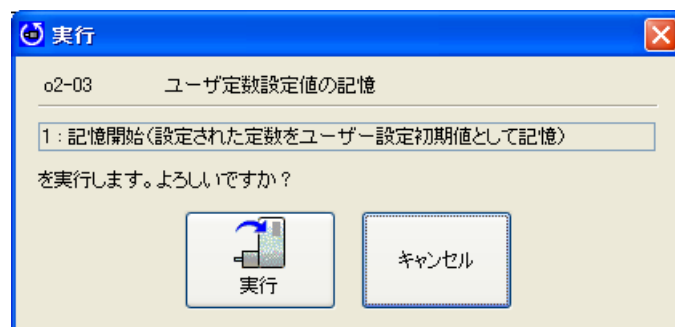 実行
o2-03 ユーザ定数設定値の記憶
1：記憶開始(設定された定数をユーザー設定初期値として記憶)
を実行します。よろしいですか？
実行
キャンセル